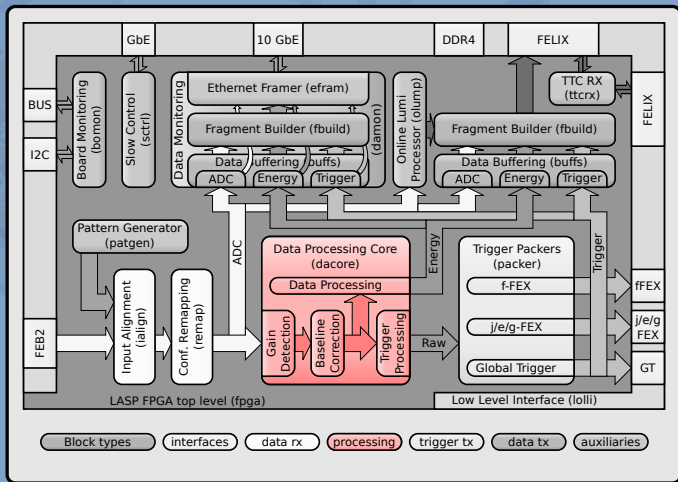 GbE
10 GbE
DDR4
FELIX
BUS
I2C
Board Monitoring
(bomon)
Slow Control
(sctrl)
Data Monitoring
Ethernet Framer (efram)
Fragment Builder (fbuild)
Data Buffering (buffs)
ADC
Energy
Trigger
(damon)
Online Lumi
Processor (olump)
TTC RX
(ttcrx)
FELIX
Fragment Builder (fbuild)
Data Buffering (buffs)
ADC
Energy
Trigger
Pattern Generator
(patgen)
ADC
Energy
Trigger
Data Processing Core
(dacore)
Data Processing
Gain
Detection
Baseline
Correction
Trigger
Processing
Trigger Packers
(packer)
f-FEX
j/e/g-FEX
Global Trigger
fFEX
j/e/g
FEX
GT
FEB2
Input Alignment
(ialign)
Conf. Remapping
(remap)
Raw
LASP FPGA top level (fpga)
Low Level Interface (lolli)
Block types
interfaces
data rx
processing
trigger tx
data tx
auxiliaries